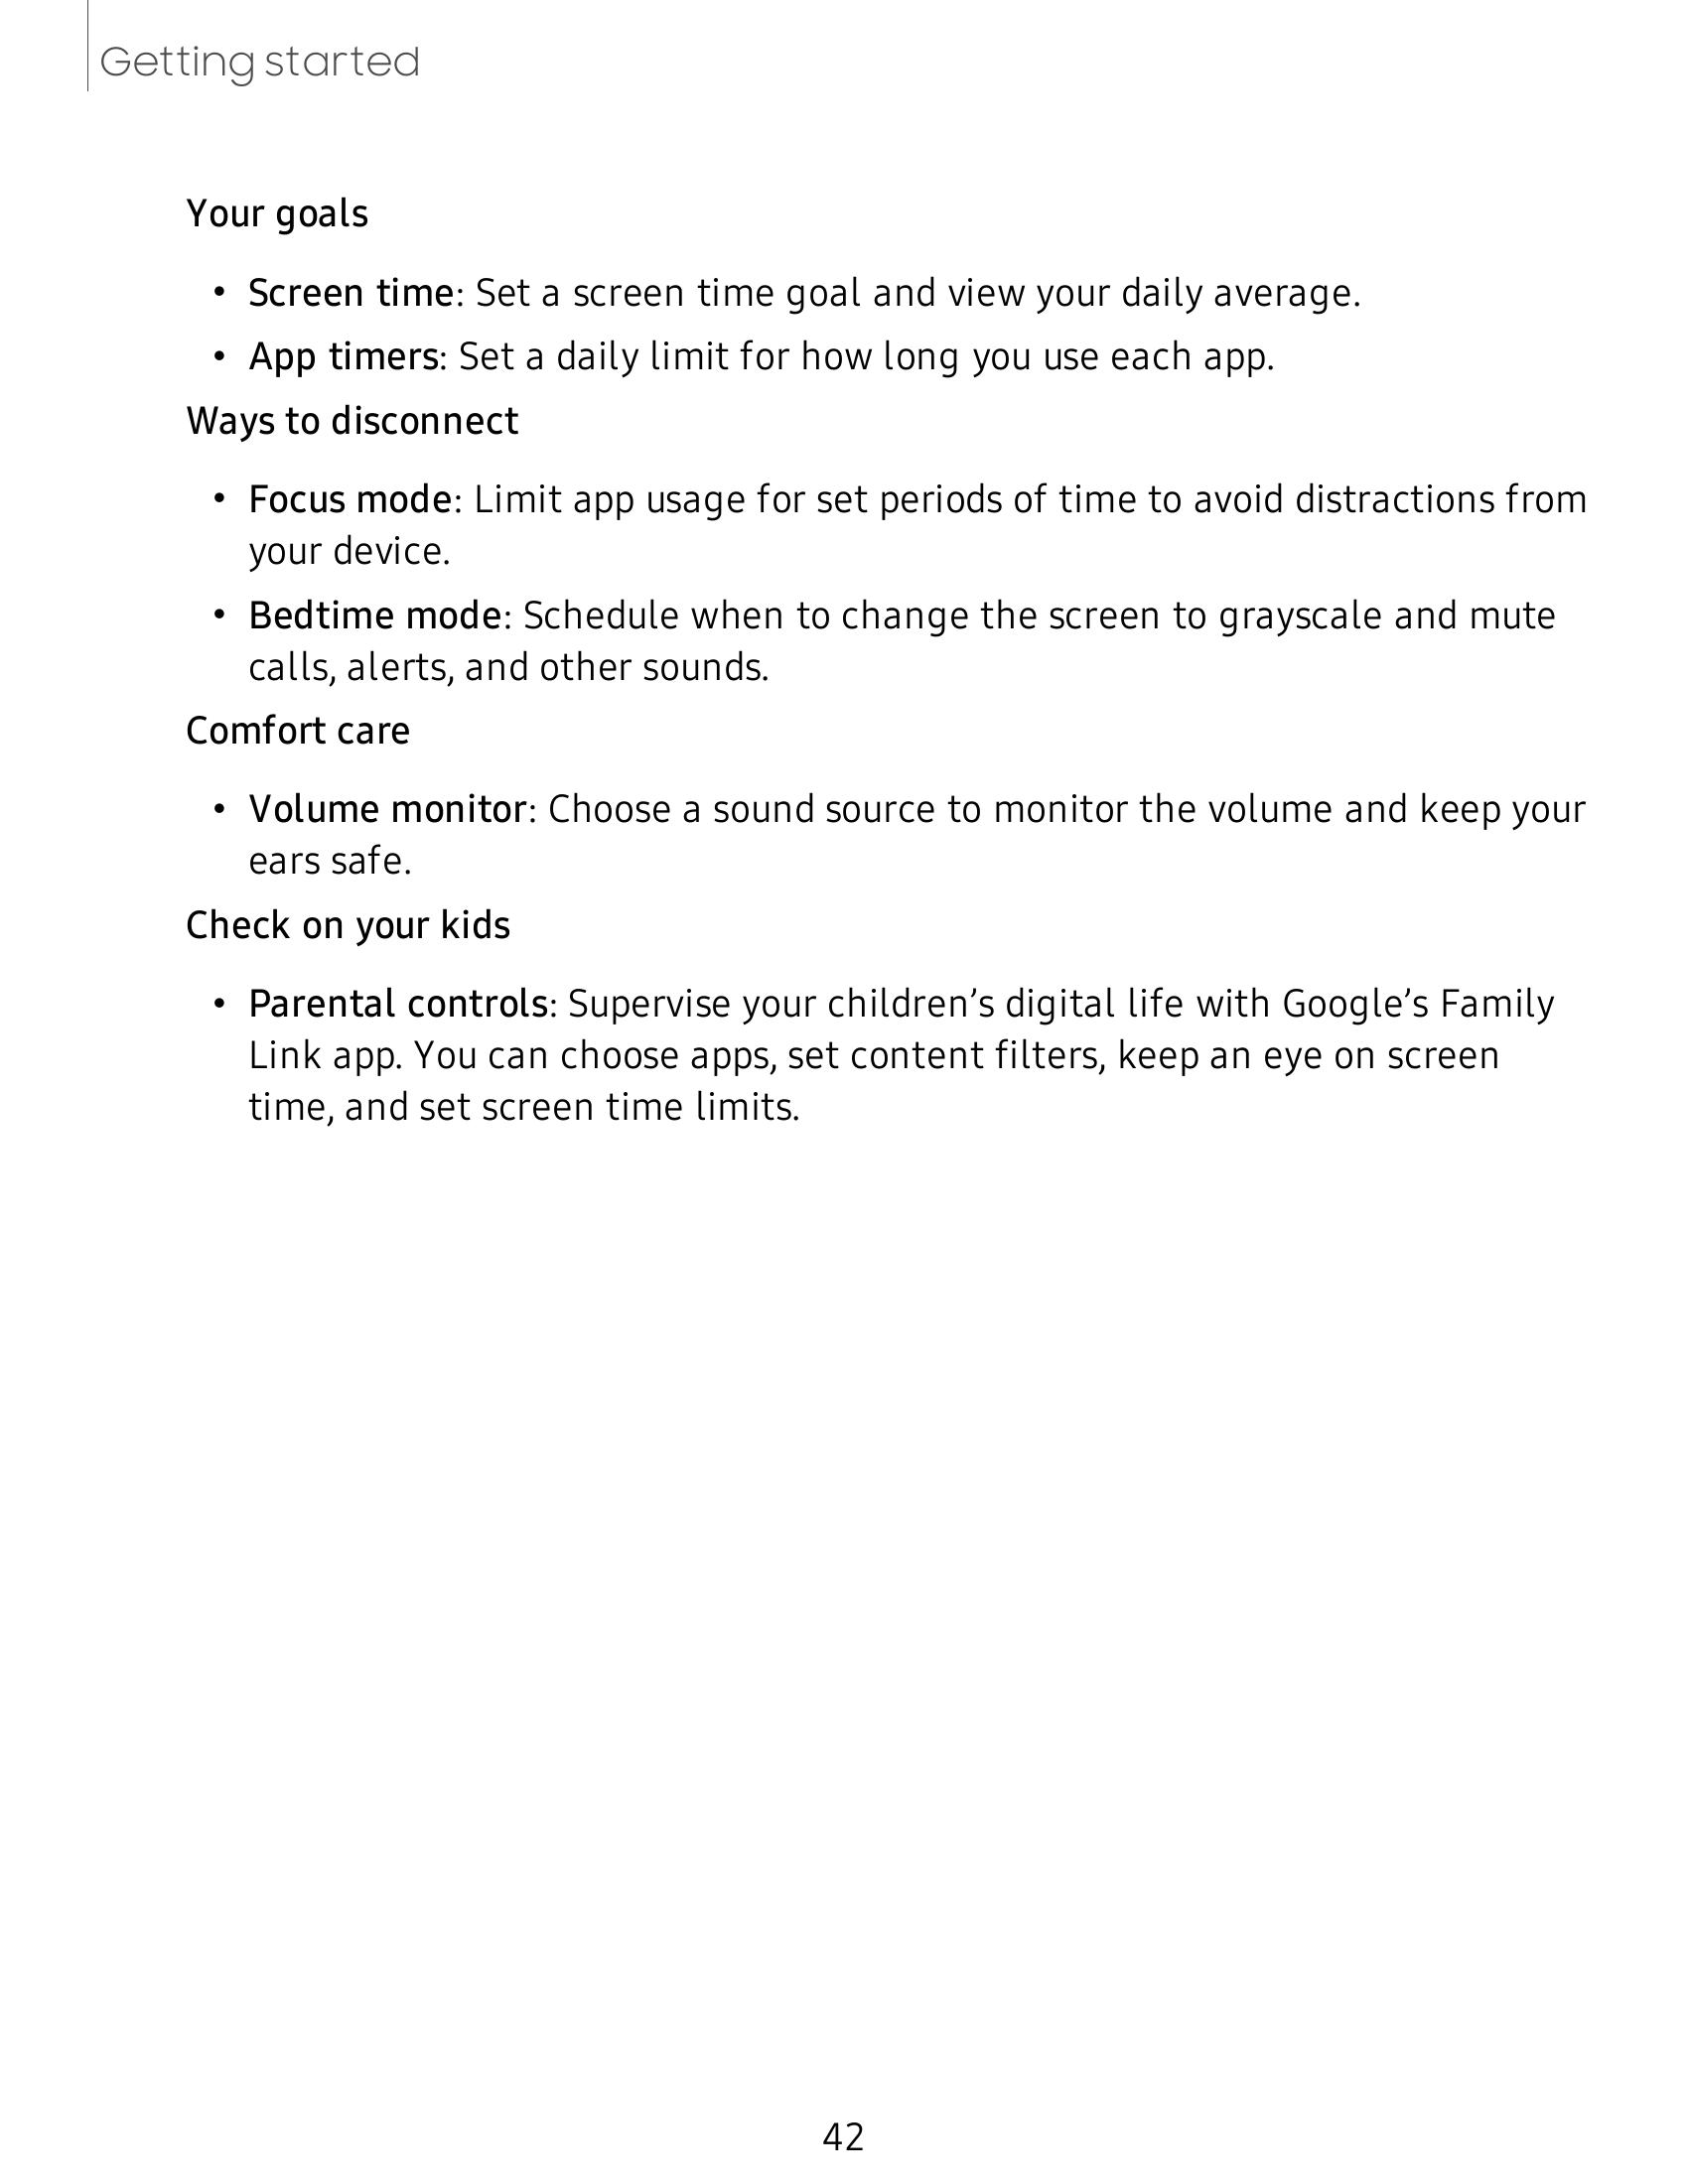 Getting started
Your goals
• Screen time: Set a screen time goal and view your daily average.
• App timers: Set a daily limit for how long you use each app.
Ways to disconnect
• Focus mode: Limit app usage for set periods of time to avoid distractions from
your device.
• Bedtime mode: Schedule when to change the screen to grayscale and mute
calls, alerts, and other sounds.
Comfort care
• Volume monitor: Choose a sound source to monitor the volume and keep your
ears safe.
Check on your kids
• Parental controls: Supervise your children’s digital life with Google’s Family
Link app. You can choose apps, set content filters, keep an eye on screen
time, and set screen time limits.
42